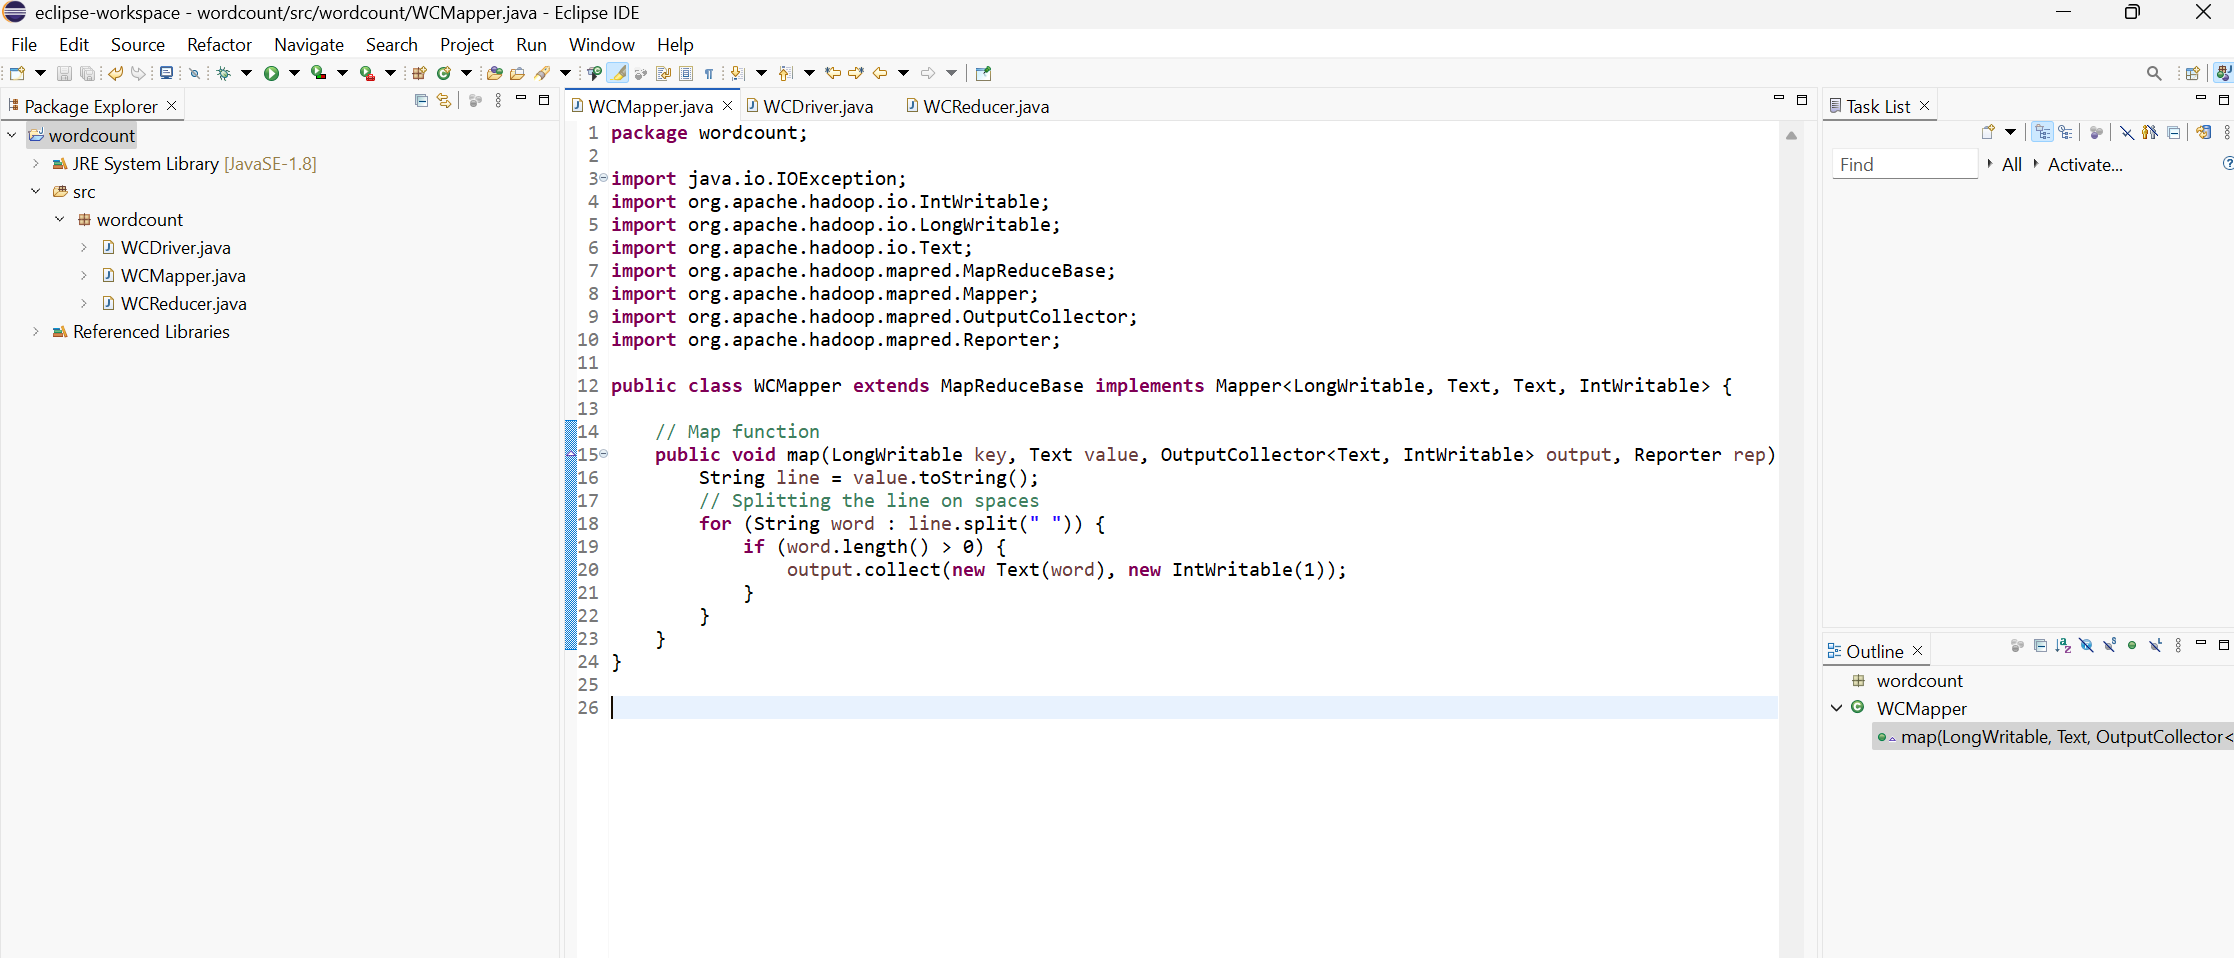 eclipse-workspace - wordcount/src/wordcount/WCMapper.java - Eclipse IDE
File Edit Source Refactor Navigate Search Project Run Window Help
Package Explorer
wordcount
JRE System Library [JavaSE-1.8]
src
wordcount
WCDriver.java
WCMapper.java
WCReducer.java
Referenced Libraries
WCMapper.java WCDriver.java WCReducer.java
1 package wordcount;
2
3 import java.io.IOException;
4 import org.apache.hadoop.io.IntWritable;
5 import org.apache.hadoop.io.LongWritable;
6 import org.apache.hadoop.io.Text;
7 import org.apache.hadoop.mapred.MapReduceBase;
8 import org.apache.hadoop.mapred.Mapper;
9 import org.apache.hadoop.mapred.OutputCollector;
10 import org.apache.hadoop.mapred.Reporter;
11
12 public class WCMapper extends MapReduceBase implements Mapper<LongWritable, Text, Text, IntWritable> {
13
14 // Map function
15 public void map(LongWritable key, Text value, OutputCollector<Text, IntWritable> output, Reporter rep)
16 String line = value.toString();
17 // Splitting the line on spaces
18 for (String word : line.split(" ")) {
19 if (word.length() > 0) {
20 output.collect(new Text(word), new IntWritable(1));
21 }
22 }
23 }
24 }
25
26
Task List
Find All Activate...
Outline
wordcount
WCMapper
map(LongWritable, Text, OutputCollector<